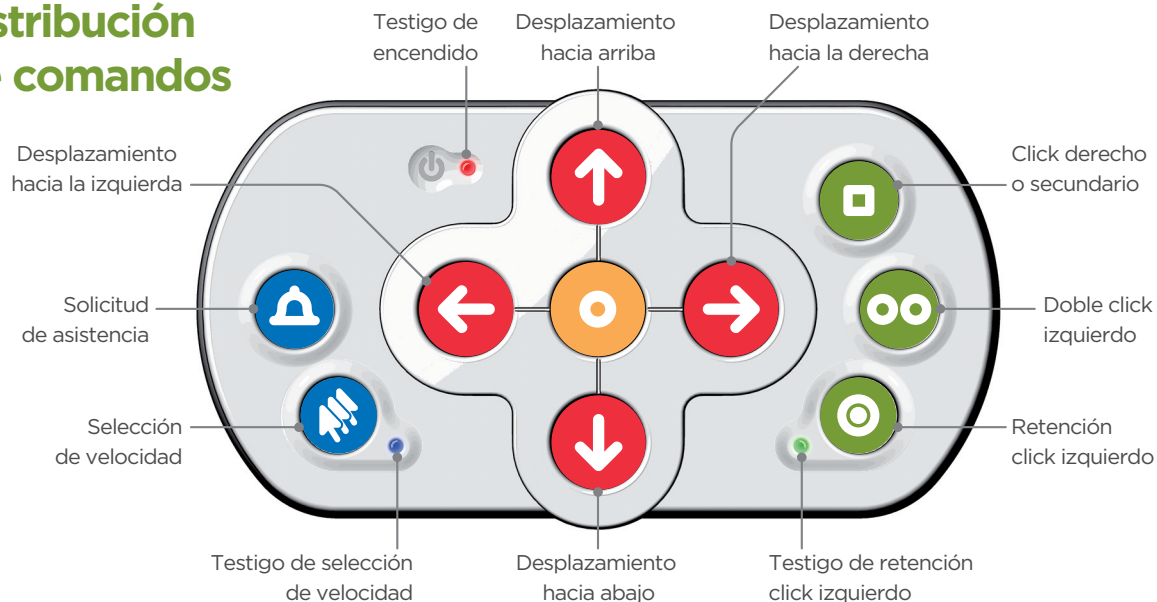 stribución
comandos
Testigo de
encendido
Desplazamiento
hacia arriba
Desplazamiento
hacia la derecha
Desplazamiento
hacia la izquierda
Click derecho
o secundario
Solicitud
de asistencia
Doble click
izquierdo
Selección
de velocidad
Retención
click izquierdo
Testigo de selección
de velocidad
Desplazamiento
hacia abajo
Testigo de retención
click izquierdo